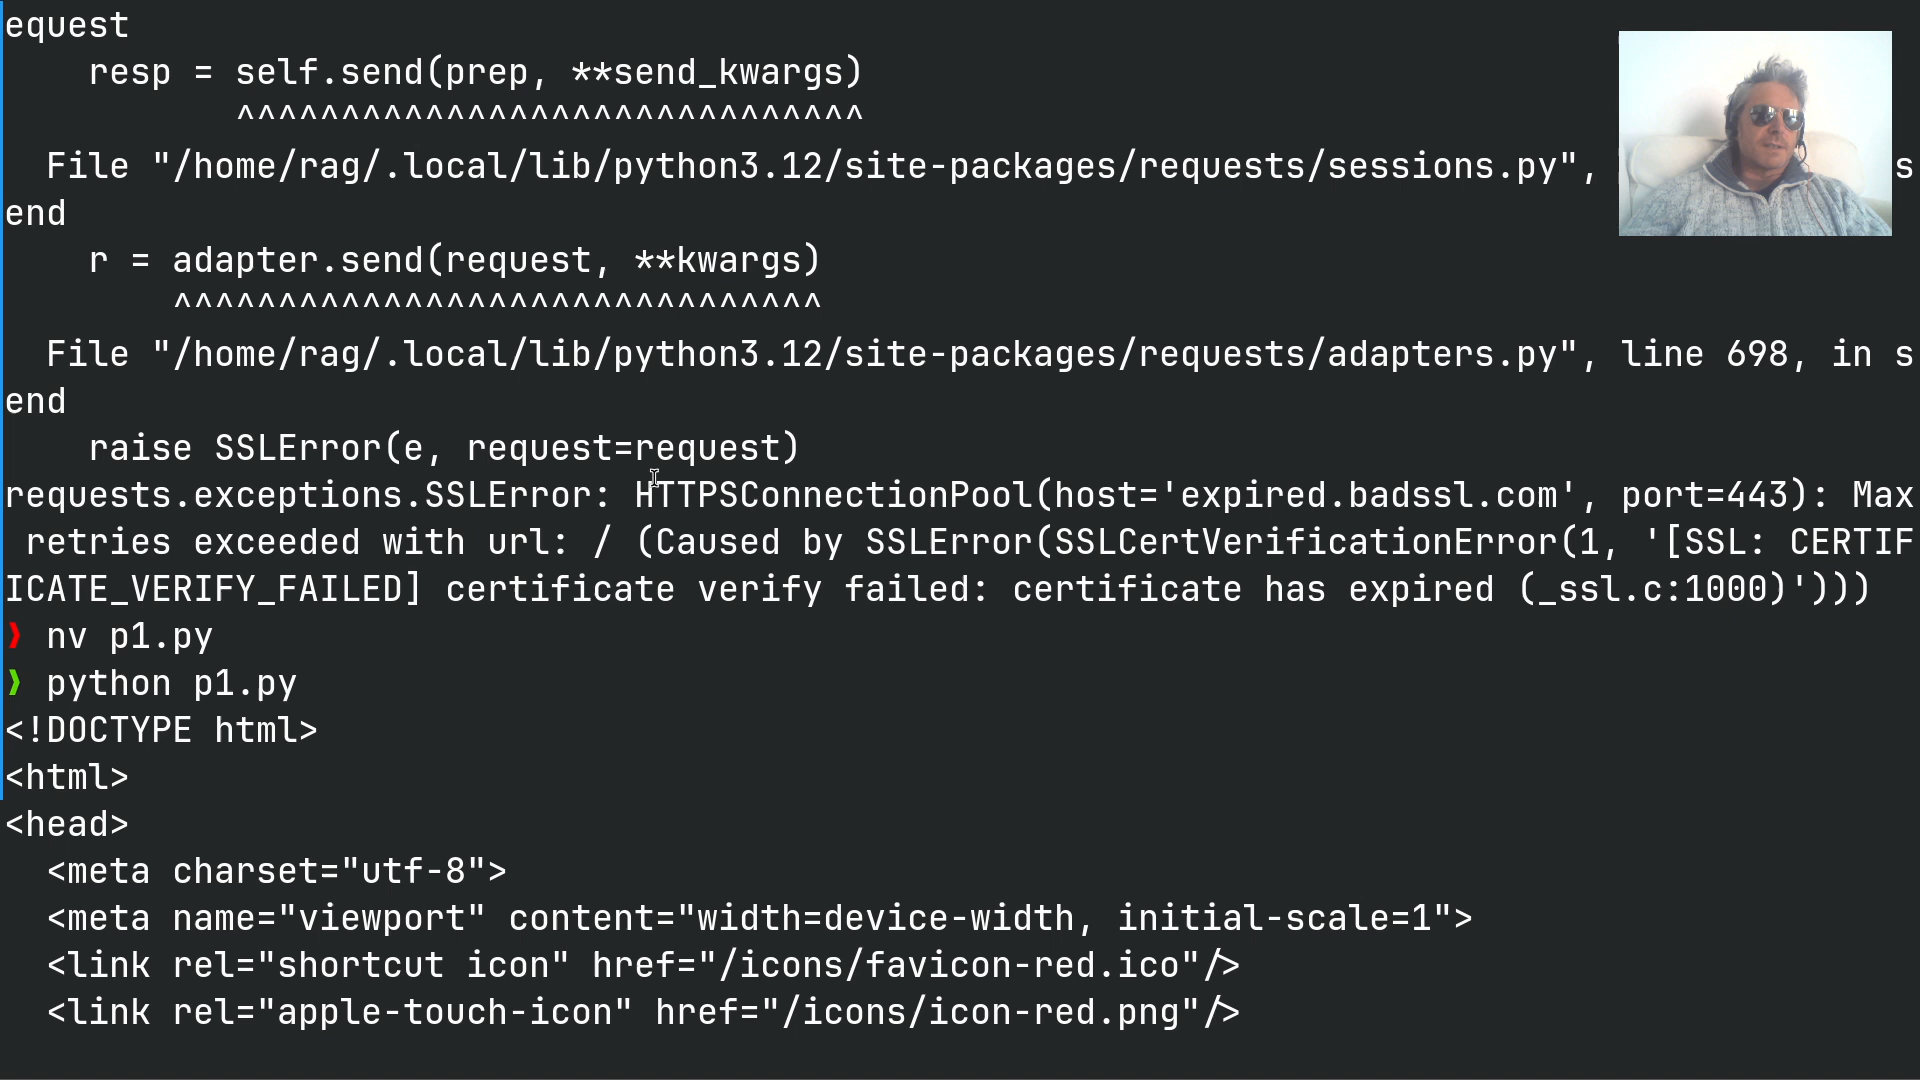 equest
    resp = self.send(prep, **send_kwargs)
           ^^^^^^^^^^^^^^^^^^^^^^^^^^^^^^
  File "/home/rag/.local/lib/python3.12/site-packages/requests/sessions.py", s
end
    r = adapter.send(request, **kwargs)
        ^^^^^^^^^^^^^^^^^^^^^^^^^^^^^^^
  File "/home/rag/.local/lib/python3.12/site-packages/requests/adapters.py", line 698, in s
end
    raise SSLError(e, request=request)
requests.exceptions.SSLError: HTTPSConnectionPool(host='expired.badssl.com', port=443): Max
 retries exceeded with url: / (Caused by SSLError(SSLCertVerificationError(1, '[SSL: CERTIF
ICATE_VERIFY_FAILED] certificate verify failed: certificate has expired (_ssl.c:1000)')))
❫ nv p1.py
❫ python p1.py
<!DOCTYPE html>
<html>
<head>
  <meta charset="utf-8">
  <meta name="viewport" content="width=device-width, initial-scale=1">
  <link rel="shortcut icon" href="/icons/favicon-red.ico"/>
  <link rel="apple-touch-icon" href="/icons/icon-red.png"/>